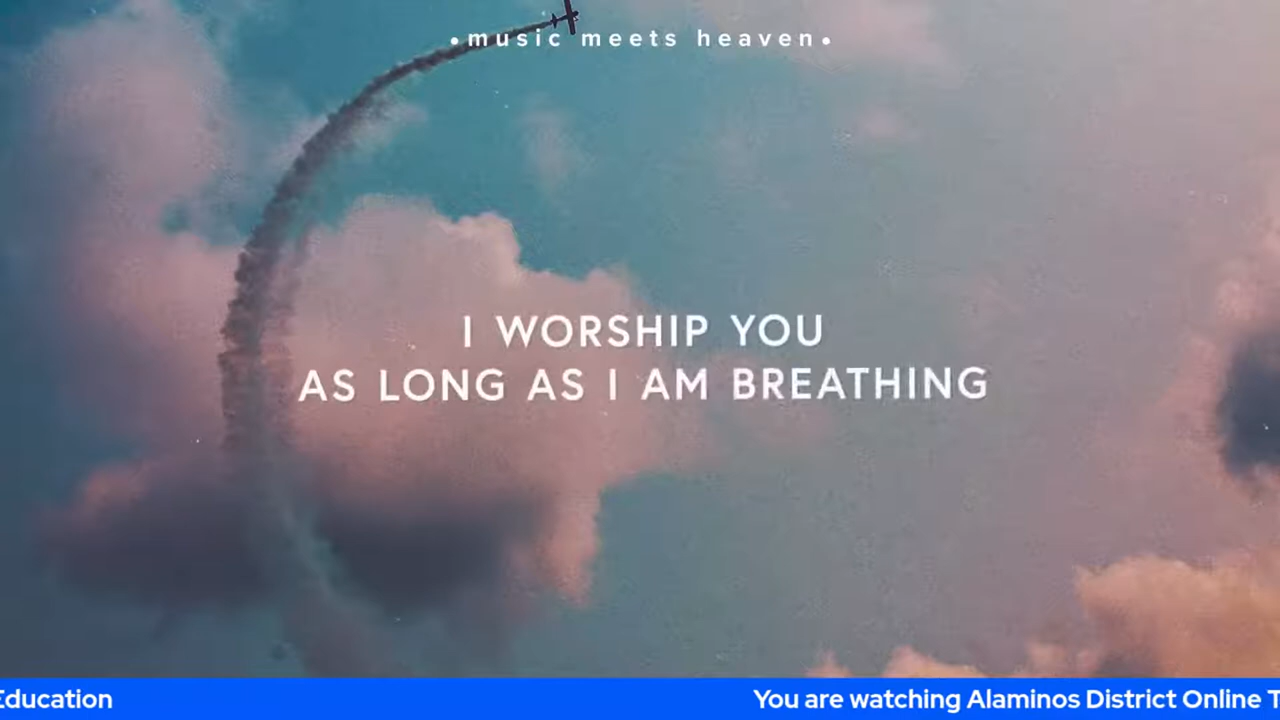 •music meets heaven•
I WORSHIP YOU
AS LONG AS I AM BREATHING
Education
You are watching Alaminos District Online T